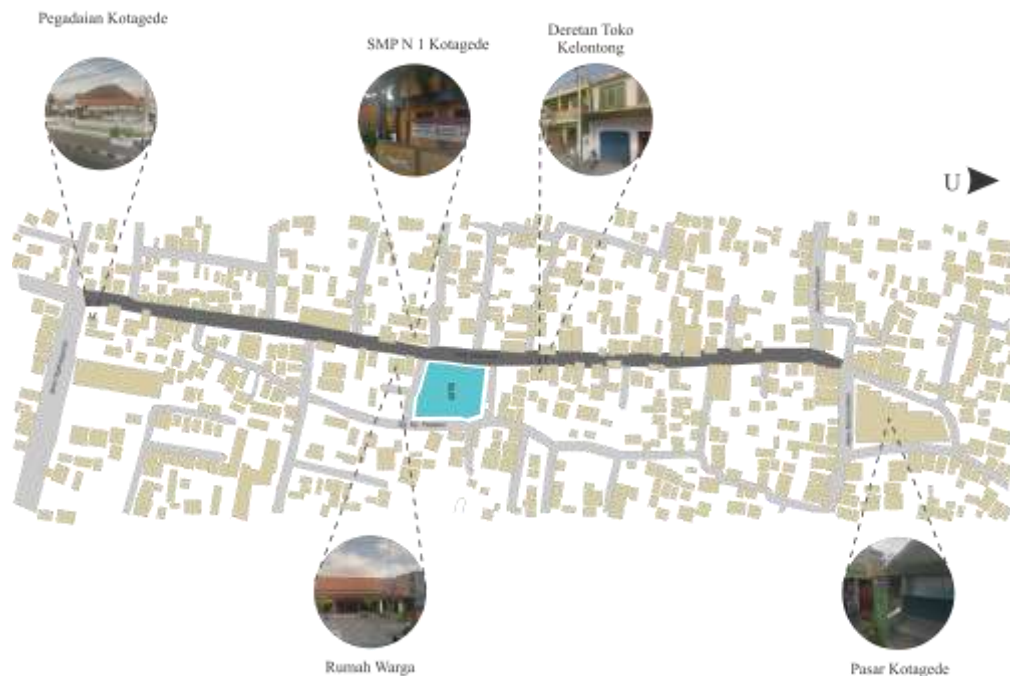 Pegadaian Kotagede
SMP N 1 Kotagede
Deretan Toko
Kelontong
U
Rumah Warga
Pasar Kotagede